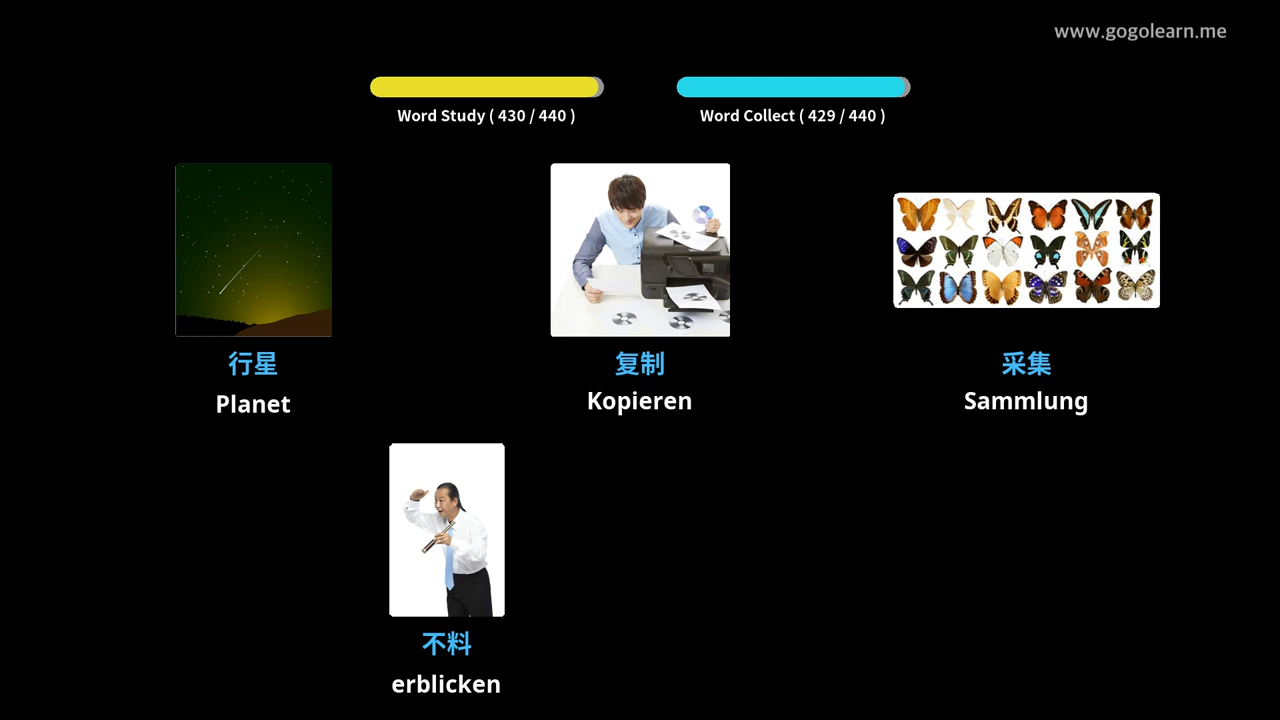 www.gogolearn.me
Word Study ( 430 / 440 )
Word Collect ( 429 / 440 )
行星
Planet
复制
Kopieren
采集
Sammlung
不料
erblicken